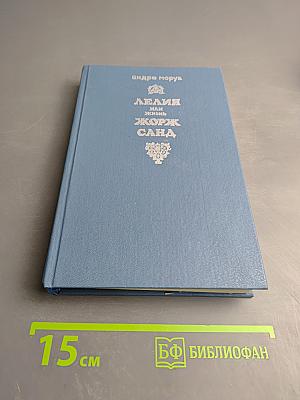 андре моруа
ЛЕЛИЯ
ИЛИ
ЖИЗНЬ
ЖОРЖ
САНД
15 см
БФ БИБЛИОФАН